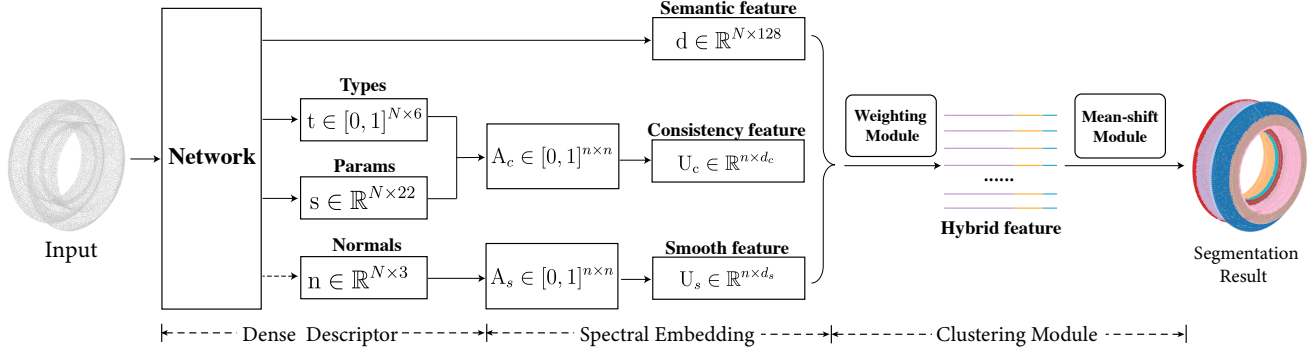 Input
Network
Types
t ∈ [0, 1]^{N×6}
Params
s ∈ ℝ^{N×22}
Normals
n ∈ ℝ^{N×3}
A_c ∈ [0, 1]^{n×n}
A_s ∈ [0, 1]^{n×n}
Semantic feature
d ∈ ℝ^{N×128}
Consistency feature
U_c ∈ ℝ^{n×d_c}
Smooth feature
U_s ∈ ℝ^{n×d_s}
Weighting
Module
......
Hybrid feature
Mean-shift
Module
Segmentation
Result
Dense Descriptor
Spectral Embedding
Clustering Module